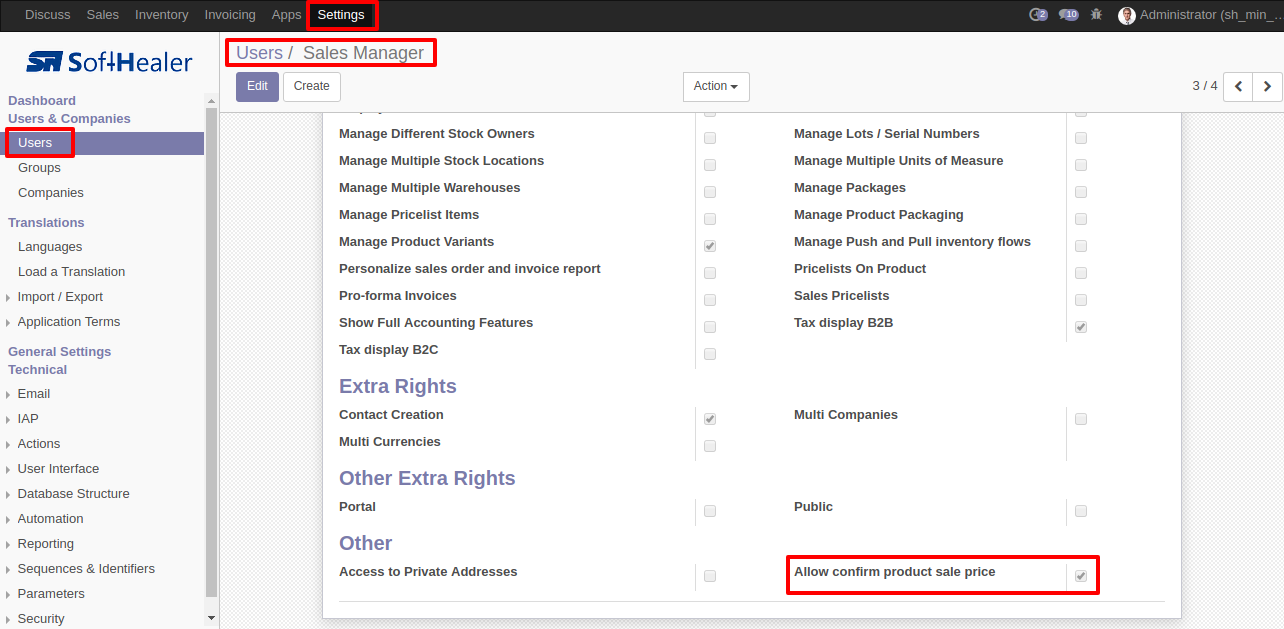 Discuss Sales Inventory Invoicing Apps Settings 2 10 Administrator (sh_min_...
SoftHealer
Users / Sales Manager
Edit Create Action 3 / 4
Dashboard
Users & Companies
Users
Groups
Companies
Translations
Languages
Load a Translation
Import / Export
Application Terms
General Settings
Technical
Email
IAP
Actions
User Interface
Database Structure
Automation
Reporting
Sequences & Identifiers
Parameters
Security
Manage Different Stock Owners Manage Lots / Serial Numbers
Manage Multiple Stock Locations Manage Multiple Units of Measure
Manage Multiple Warehouses Manage Packages
Manage Pricelist Items Manage Product Packaging
Manage Product Variants Manage Push and Pull inventory flows
Personalize sales order and invoice report Pricelists On Product
Pro-forma Invoices Sales Pricelists
Show Full Accounting Features Tax display B2B
Tax display B2C
Extra Rights
Contact Creation Multi Companies
Multi Currencies
Other Extra Rights
Portal Public
Other
Access to Private Addresses Allow confirm product sale price